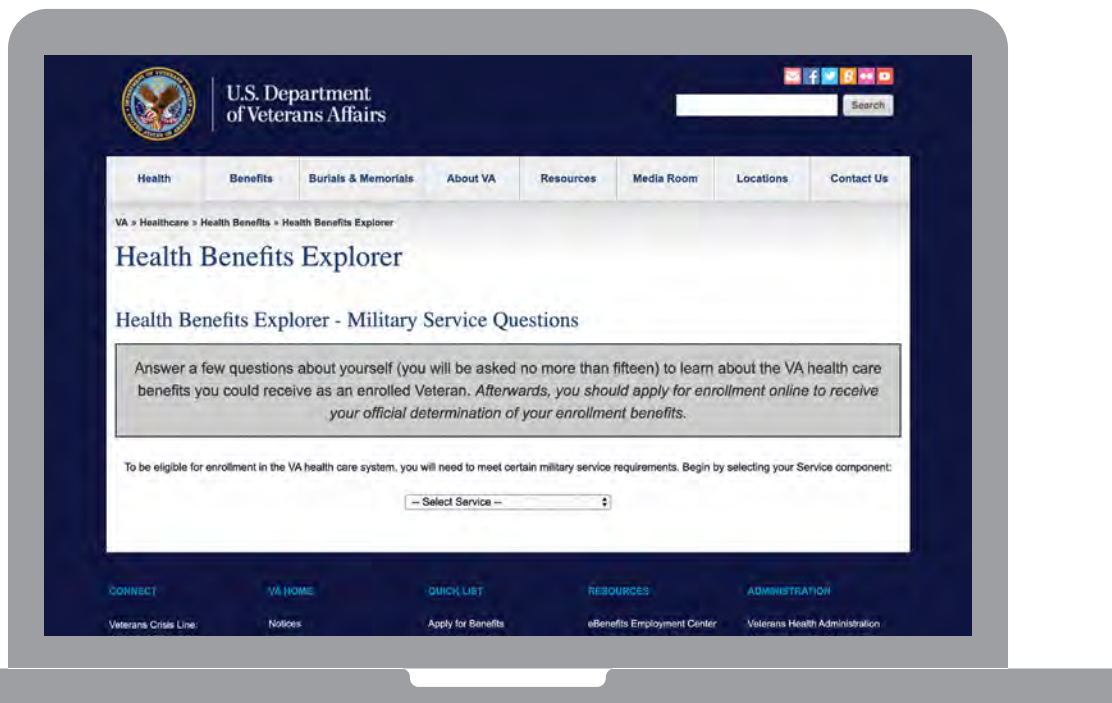 U.S. Department
of Veterans Affairs
Search
Health Benefits Burials & Memorials About VA Resources Media Room Locations Contact Us
VA » Healthcare » Health Benefits » Health Benefits Explorer
Health Benefits Explorer
Health Benefits Explorer - Military Service Questions
Answer a few questions about yourself (you will be asked no more than fifteen) to learn about the VA health care
benefits you could receive as an enrolled Veteran. Afterwards, you should apply for enrollment online to receive
your official determination of your enrollment benefits.
To be eligible for enrollment in the VA health care system, you will need to meet certain military service requirements. Begin by selecting your Service component:
-- Select Service --
CONNECT VA HOME QUICK LIST RESOURCES ADMINISTRATION
Veterans Crisis Line: Notices Apply for Benefits eBenefits Employment Center Veterans Health Administration